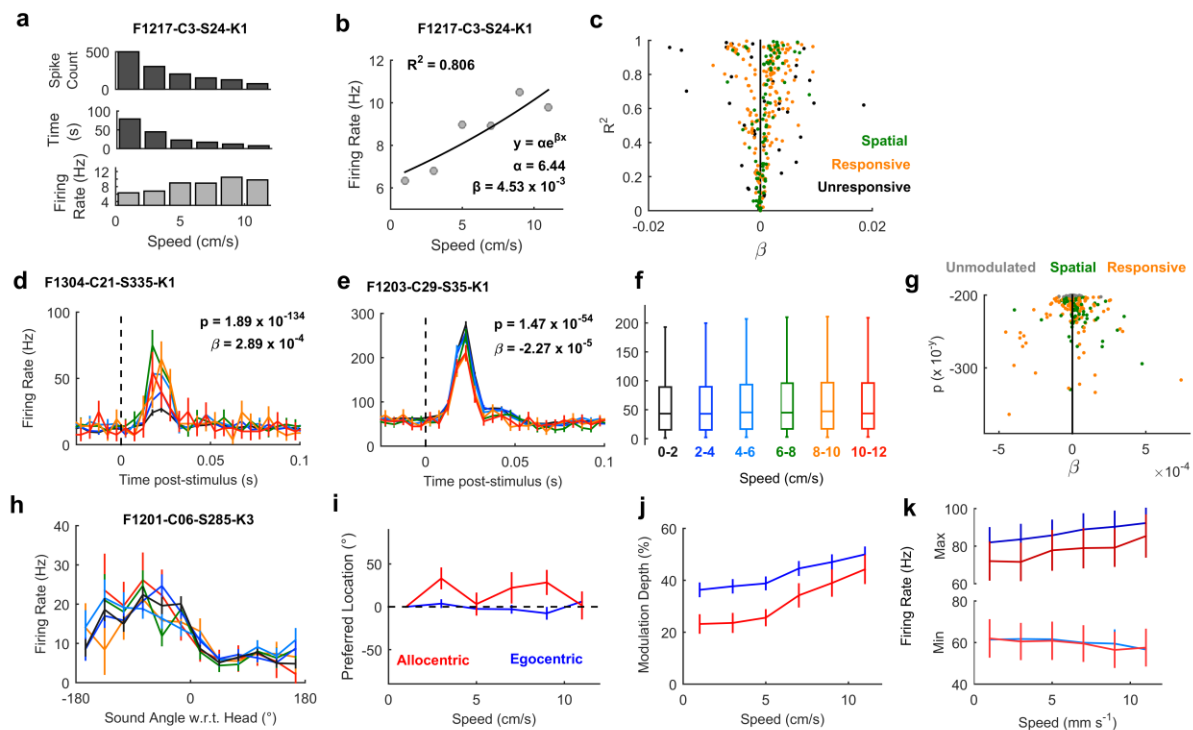 a
F1217-C3-S24-K1
Spike
Count
500
0
Time
(s)
100
50
0
Firing
Rate (Hz)
12
8
4
0 5 10
Speed (cm/s)
b
F1217-C3-S24-K1
R² = 0.806
Firing Rate (Hz)
12
10
8
6
y = αe^βx
α = 6.44
β = 4.53 x 10⁻³
0 5 10
Speed (cm/s)
c
R²
1
0.8
0.6
0.4
0.2
0
Spatial
Responsive
Unresponsive
-0.02 0 0.02
β
d
F1304-C21-S335-K1
Firing Rate (Hz)
100
50
0
p = 1.89 x 10⁻¹³⁴
β = 2.89 x 10⁻⁴
0 0.05 0.1
Time post-stimulus (s)
e
F1203-C29-S35-K1
300
200
100
0
p = 1.47 x 10⁻⁵⁴
β = -2.27 x 10⁻⁵
0 0.05 0.1
Time post-stimulus (s)
f
200
150
100
50
0
0-2 2-4 4-6 6-8 8-10 10-12
Speed (cm/s)
g
Unmodulated Spatial Responsive
p (x 10⁻ʸ)
-200
-300
-5 0 5
×10⁻⁴
β
h
F1201-C06-S285-K3
Firing Rate (Hz)
40
30
20
10
0
-180 0 180
Sound Angle w.r.t. Head (°)
i
Preferred Location (°)
50
0
-50
Allocentric Egocentric
0 5 10
Speed (cm/s)
j
Modulation Depth (%)
60
40
20
0
0 5 10
Speed (cm/s)
k
Firing Rate (Hz)
Max
100
80
60
Min
80
60
40
0 5 10
Speed (mm s⁻¹)